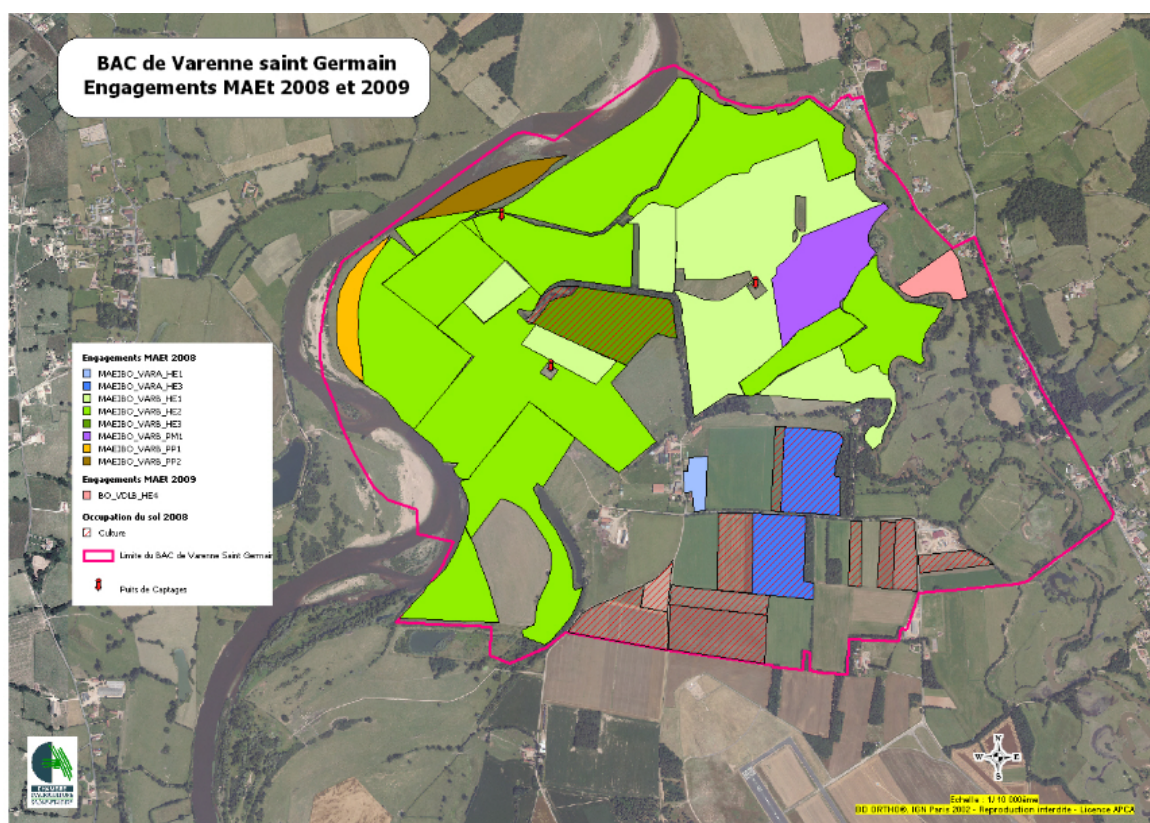 BAC de Varenne saint Germain
Engagements MAEt 2008 et 2009
Engagements MAEt 2008
MAEIBO_VARA_HE1
MAEIBO_VARA_HE3
MAEIBO_VARB_HE1
MAEIBO_VARB_HE2
MAEIBO_VARB_HE3
MAEIBO_VARB_PM1
MAEIBO_VARB_PP1
MAEIBO_VARB_PP2
Engagements MAEt 2009
BO_VDLB_HE4
Occupation du sol 2008
Culture
Limite du BAC de Varenne Saint Germain
Puits de Captages
N
W E
S
CHAMBRE
D'AGRICULTURE
Echelle : 1/ 10 000ème
BD ORTHO®, IGN Paris 2002 - Reproduction interdite - Licence APCA